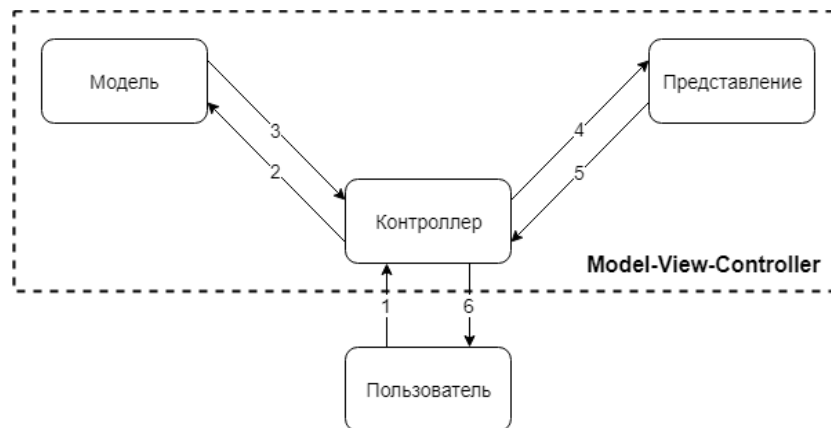 Модель
Представление
3
4
2
5
Контроллер
Model-View-Controller
1
6
Пользователь